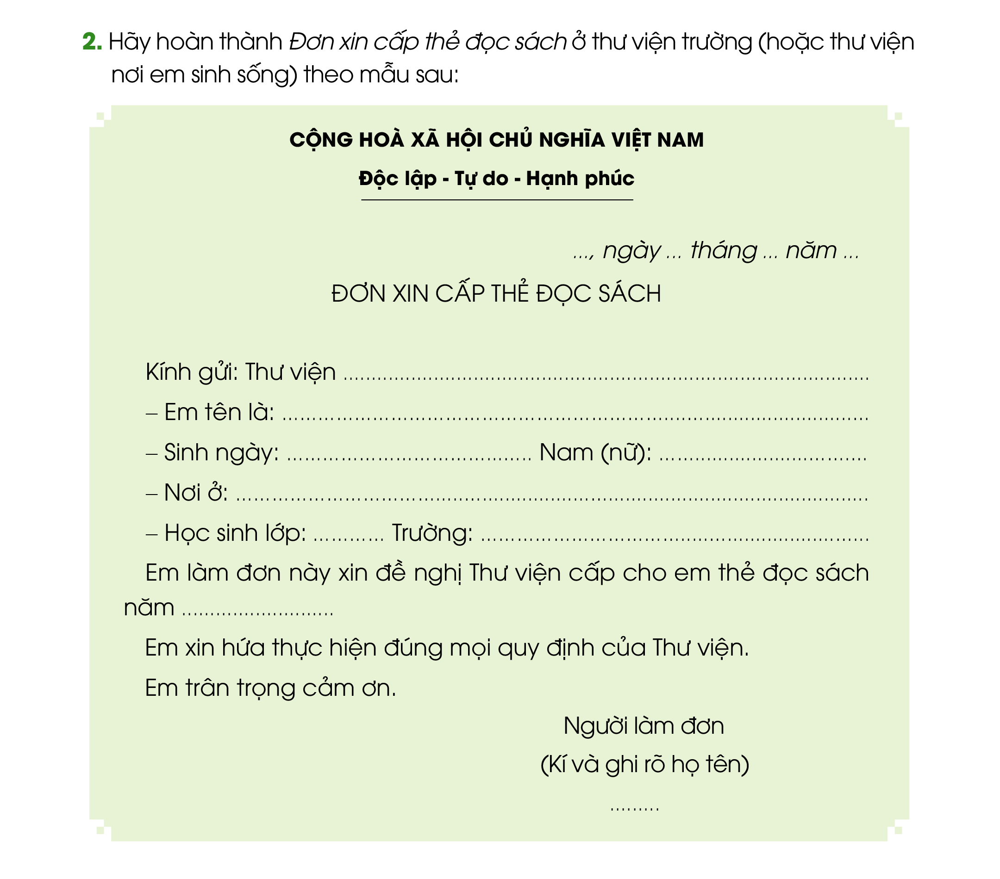 2. Hãy hoàn thành Đơn xin cấp thẻ đọc sách ở thư viện trường (hoặc thư viện
nơi em sinh sống) theo mẫu sau:
CỘNG HOÀ XÃ HỘI CHỦ NGHĨA VIỆT NAM
Độc lập - Tự do - Hạnh phúc
..., ngày ... tháng ... năm ...
ĐƠN XIN CẤP THẺ ĐỌC SÁCH
Kính gửi: Thư viện ..........................................................................................
– Em tên là: ....................................................................................................
– Sinh ngày: .......................................... Nam (nữ): ....................................
– Nơi ở: ............................................................................................................
– Học sinh lớp: ............ Trường: ...................................................................
Em làm đơn này xin đề nghị Thư viện cấp cho em thẻ đọc sách
năm ..........................
Em xin hứa thực hiện đúng mọi quy định của Thư viện.
Em trân trọng cảm ơn.
Người làm đơn
(Kí và ghi rõ họ tên)
.........